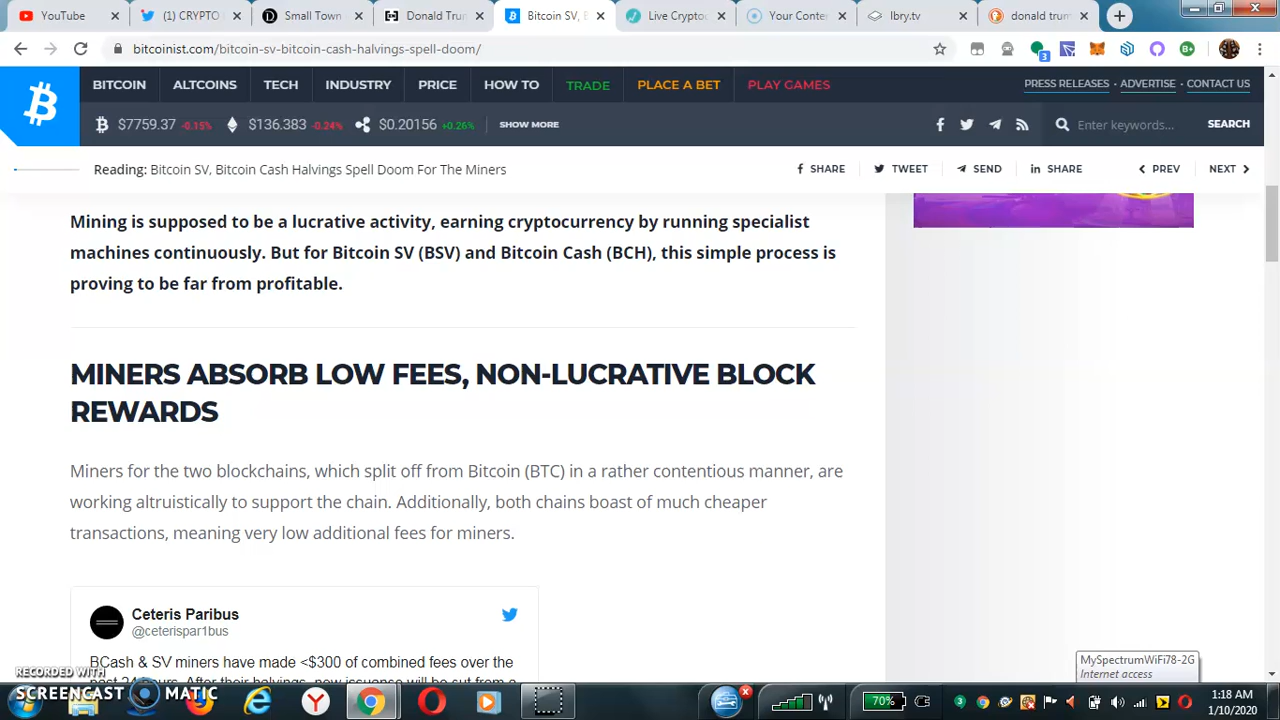 YouTube
(1) CRYPTO
Small Town
Donald Trum
Bitcoin SV, B
Live Cryptoc
Your Conte
lbry.tv
donald trum
bitcoinist.com/bitcoin-sv-bitcoin-cash-halvings-spell-doom/
3
BITCOIN ALTCOINS TECH INDUSTRY PRICE HOW TO TRADE PLACE A BET PLAY GAMES
PRESS RELEASES • ADVERTISE • CONTACT US
$7759.37 -0.15% $136.383 -0.24% $0.20156 +0.26% SHOW MORE
Enter keywords... SEARCH
Reading: Bitcoin SV, Bitcoin Cash Halvings Spell Doom For The Miners
SHARE TWEET SEND SHARE PREV NEXT
Mining is supposed to be a lucrative activity, earning cryptocurrency by running specialist
machines continuously. But for Bitcoin SV (BSV) and Bitcoin Cash (BCH), this simple process is
proving to be far from profitable.
MINERS ABSORB LOW FEES, NON-LUCRATIVE BLOCK
REWARDS
Miners for the two blockchains, which split off from Bitcoin (BTC) in a rather contentious manner, are
working altruistically to support the chain. Additionally, both chains boast of much cheaper
transactions, meaning very low additional fees for miners.
Ceteris Paribus
@ceterispar1bus
BCash & SV miners have made <$300 of combined fees over the
MySpectrumWiFi78-2G
Internet access
RECORDED WITH
SCREENCAST MATIC
70%
1:18 AM
1/10/2020